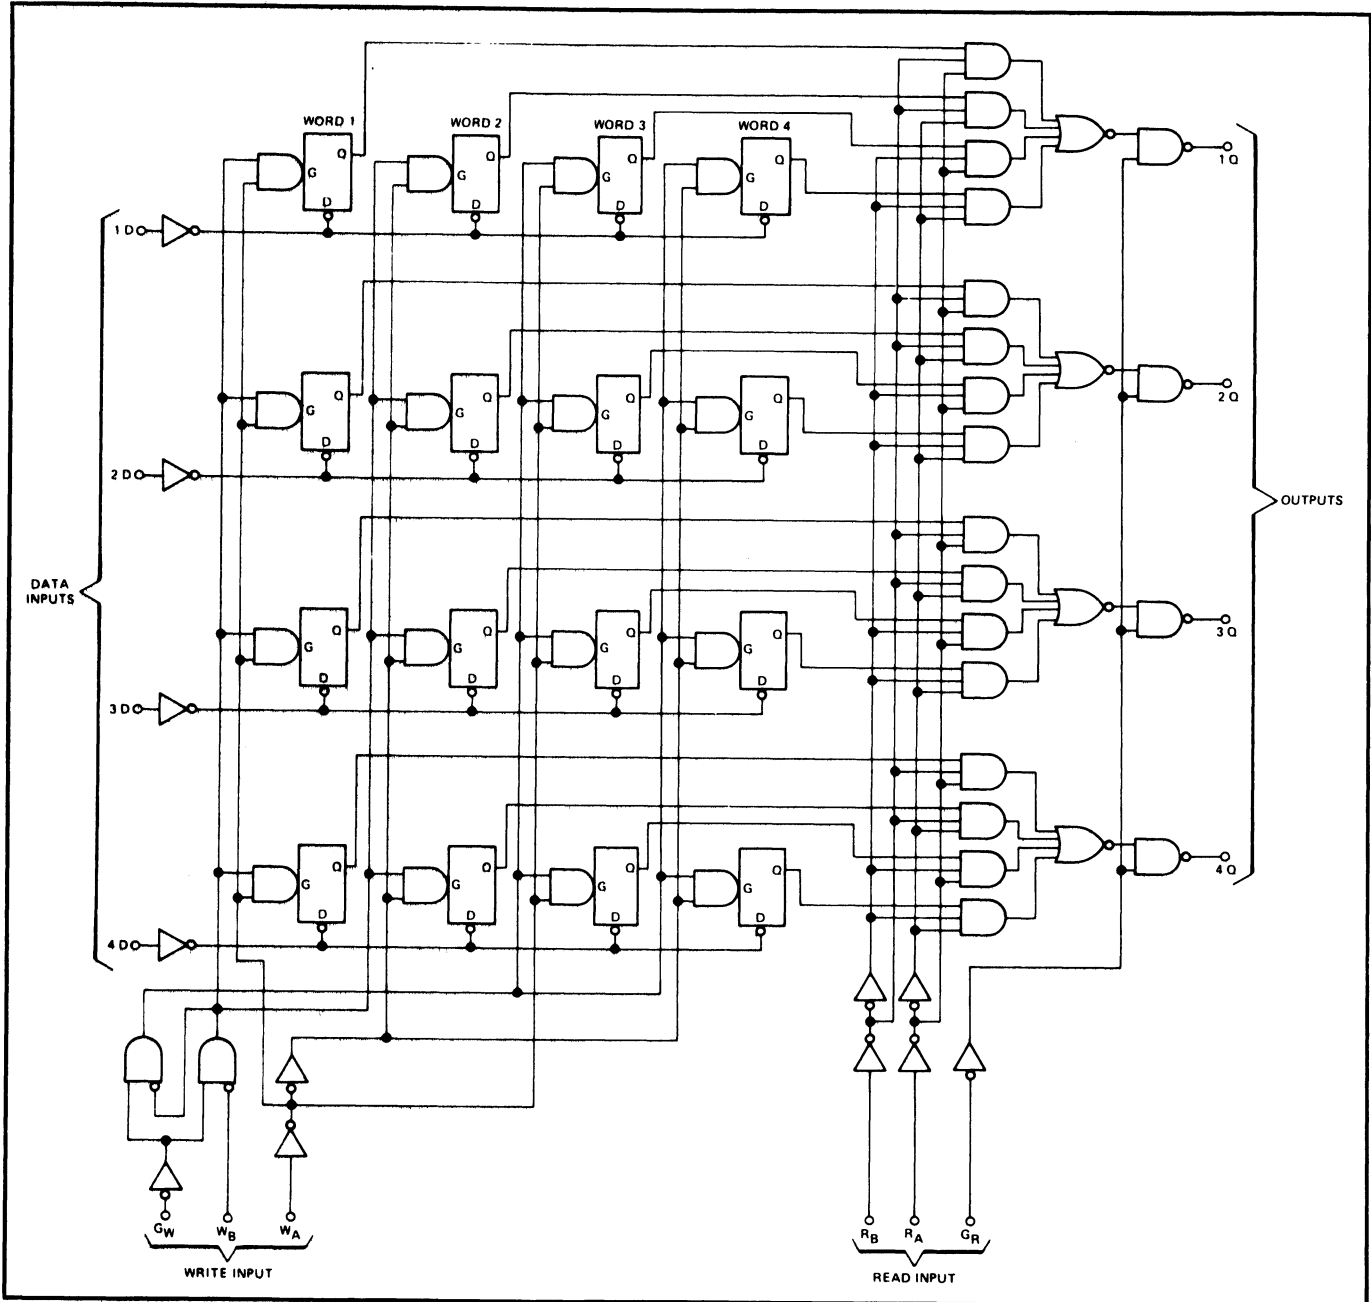 WORD 1 WORD 2 WORD 3 WORD 4
Q Q Q Q
G G G G
D D D D
1 D
1 Q
Q Q Q Q
G G G G
D D D D
2 D
2 Q
OUTPUTS
DATA
INPUTS
Q Q Q Q
G G G G
D D D D
3 D
3 Q
Q Q Q Q
G G G G
D D D D
4 D
4 Q
GW WB WA
WRITE INPUT
RB RA GR
READ INPUT